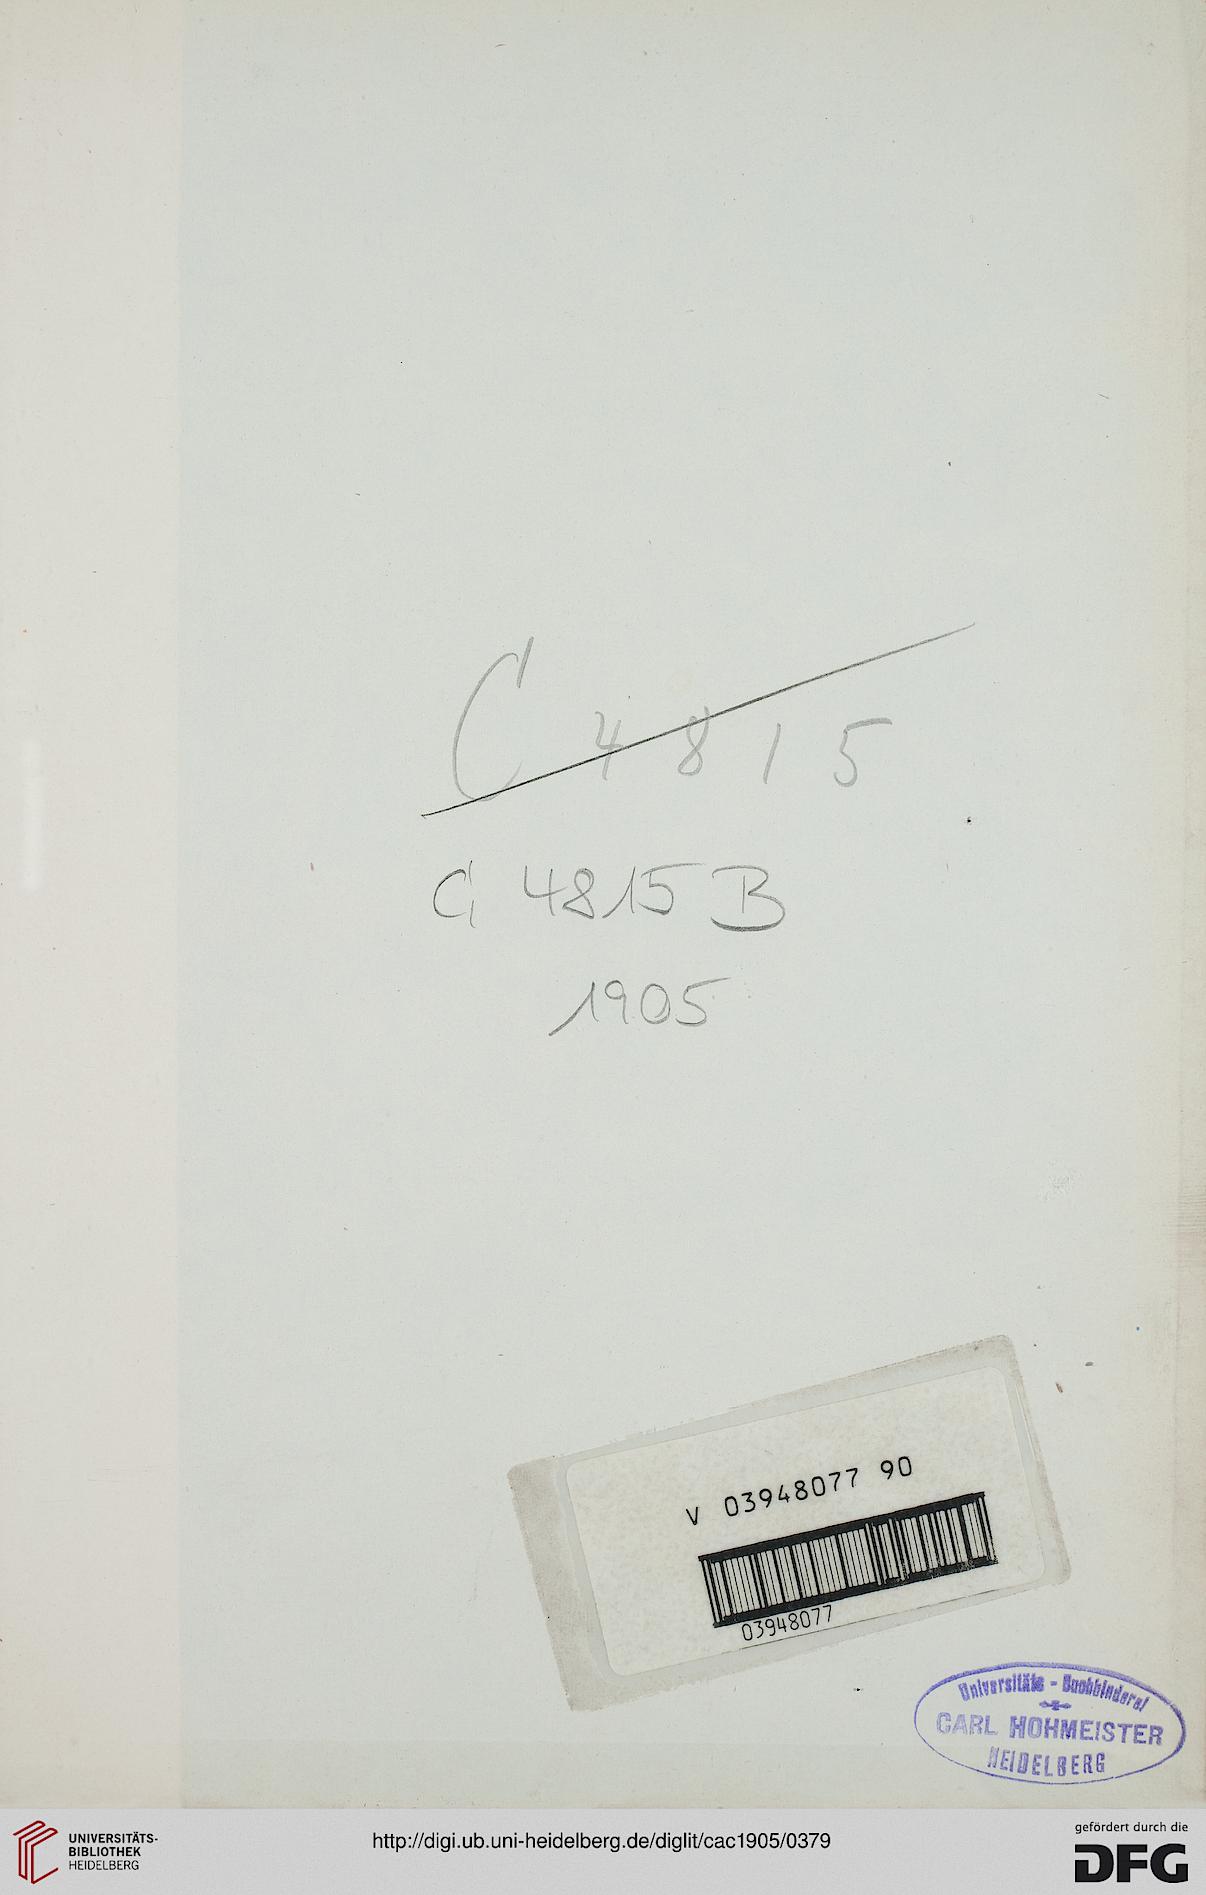 C 4815
C 4815 B
1905
V 03948077 90
03948077
Universitäts - Buchbinderei
CARL HOHMEISTER
HEIDELBERG
UNIVERSITÄTS-
BIBLIOTHEK
HEIDELBERG
http://digi.ub.uni-heidelberg.de/diglit/cac1905/0379
gefördert durch die
DFG